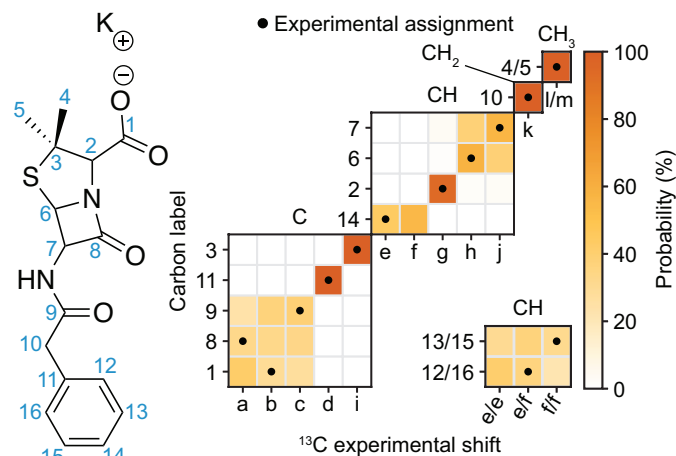 K
⊕
⊖
O
O
S
N
O
HN
O
1
2
3
4
5
6
7
8
9
10
11
12
13
14
15
16
● Experimental assignment
CH₃
4/5
l/m
CH₂
10
k
CH
7
6
2
14
e f g h j
C
3
11
9
8
1
a b c d i
Carbon label
CH
13/15
12/16
e/e e/f f/f
¹³C experimental shift
100
80
60
40
20
0
Probability (%)